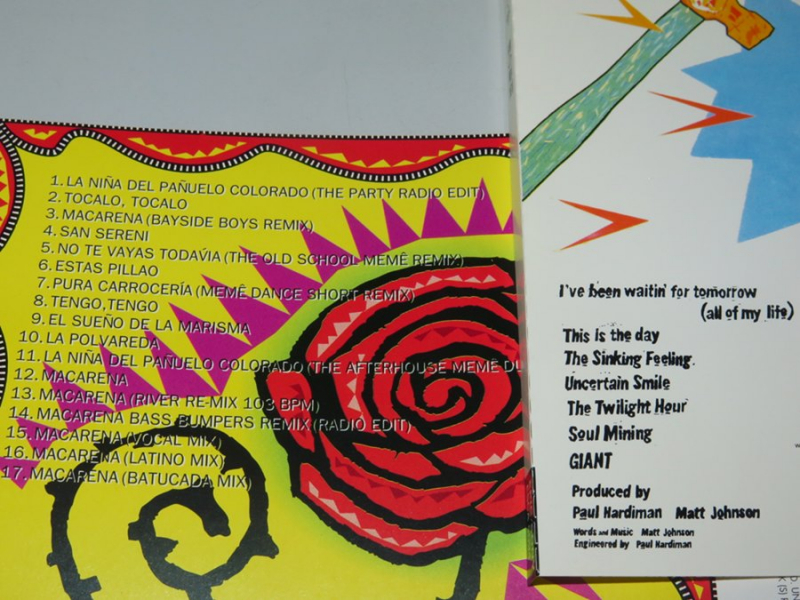 1. LA NIÑA DEL PAÑUELO COLORADO (THE PARTY RADIO EDIT)
2. TOCALO, TOCALO
3. MACARENA (BAYSIDE BOYS REMIX)
4. SAN SERENI
5. NO TE VAYAS TODAVÍA (THE OLD SCHOOL MEMÊ REMIX)
6. ESTAS PILLAO
7. PURA CARROCERÍA (MEMÊ DANCE SHORT REMIX)
8. TENGO, TENGO
9. EL SUEÑO DE LA MARISMA
10. LA POLVAREDA
11. LA NIÑA DEL PAÑUELO COLORADO (THE AFTERHOUSE MEMÊ DU
12. MACARENA
13. MACARENA (RIVER RE-MIX 103 BPM)
14. MACARENA BASS BUMPERS REMIX (RADIO EDIT)
15. MACARENA (VOCAL MIX)
16. MACARENA (LATINO MIX)
17. MACARENA (BATUCADA MIX)
I've been waitin' for tomorrow
(all of my life)
This is the day
The Sinking Feeling.
Uncertain Smile
The Twilight Hour
Soul Mining
GIANT
Produced by
Paul Hardiman Matt Johnson
Words and Music Matt Johnson
Engineered by Paul Hardiman